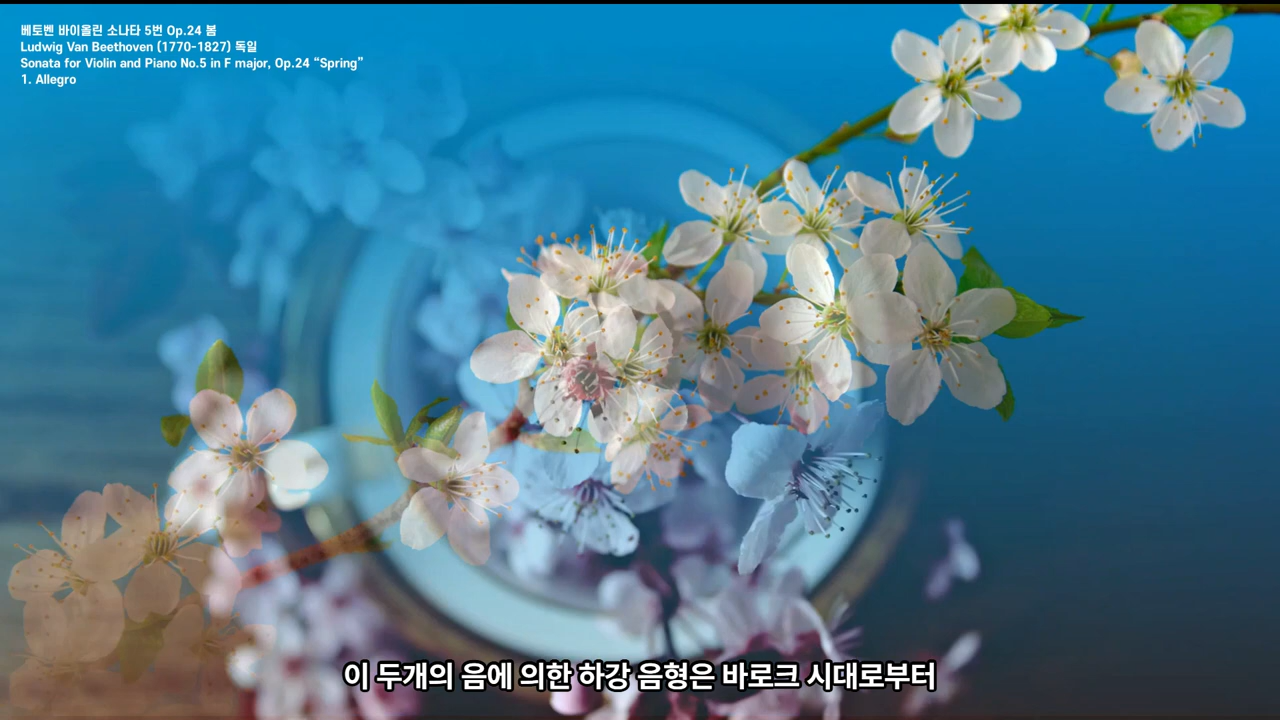 베토벤 바이올린 소나타 5번 Op.24 봄
Ludwig Van Beethoven (1770-1827) 독일
Sonata for Violin and Piano No.5 in F major, Op.24 “Spring”
1. Allegro
이 두개의 음에 의한 하강 음형은 바로크 시대로부터